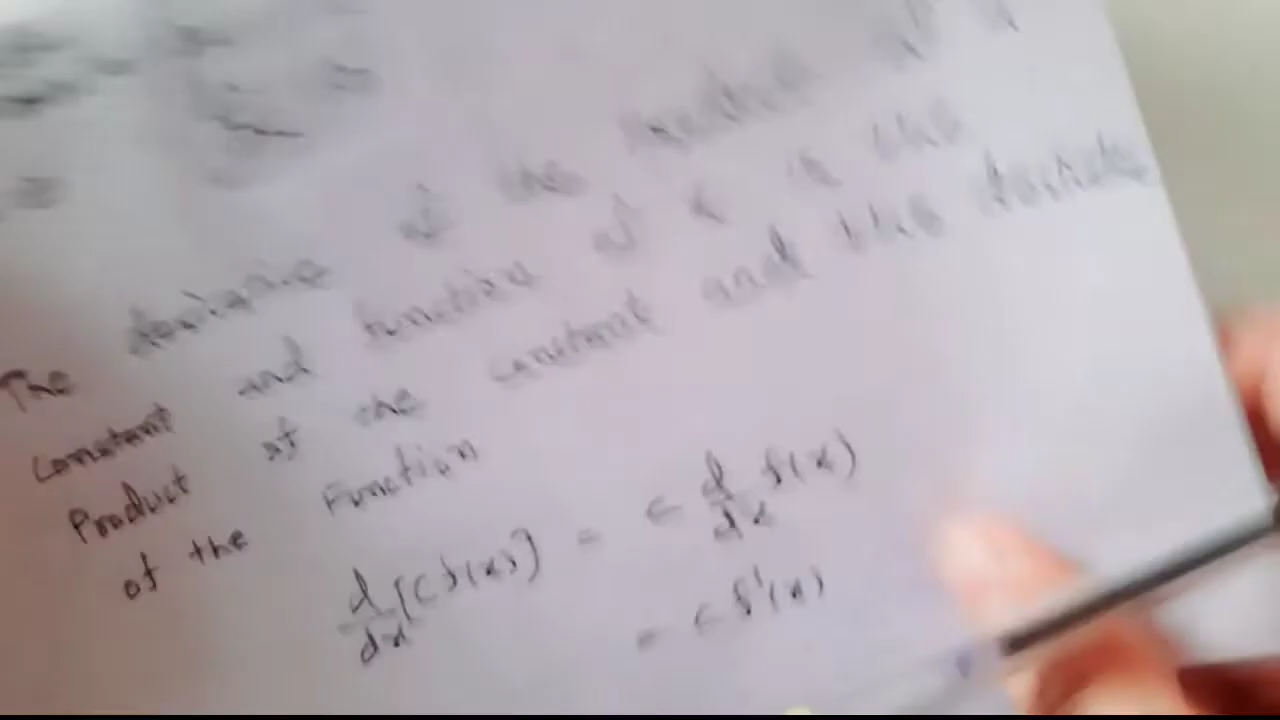 The derivative of the product of a
constant and function of x is the
Product of the constant and the derivative
of the Function
d/dx [c f(x)] = c d/dx f(x)
= c f'(x)